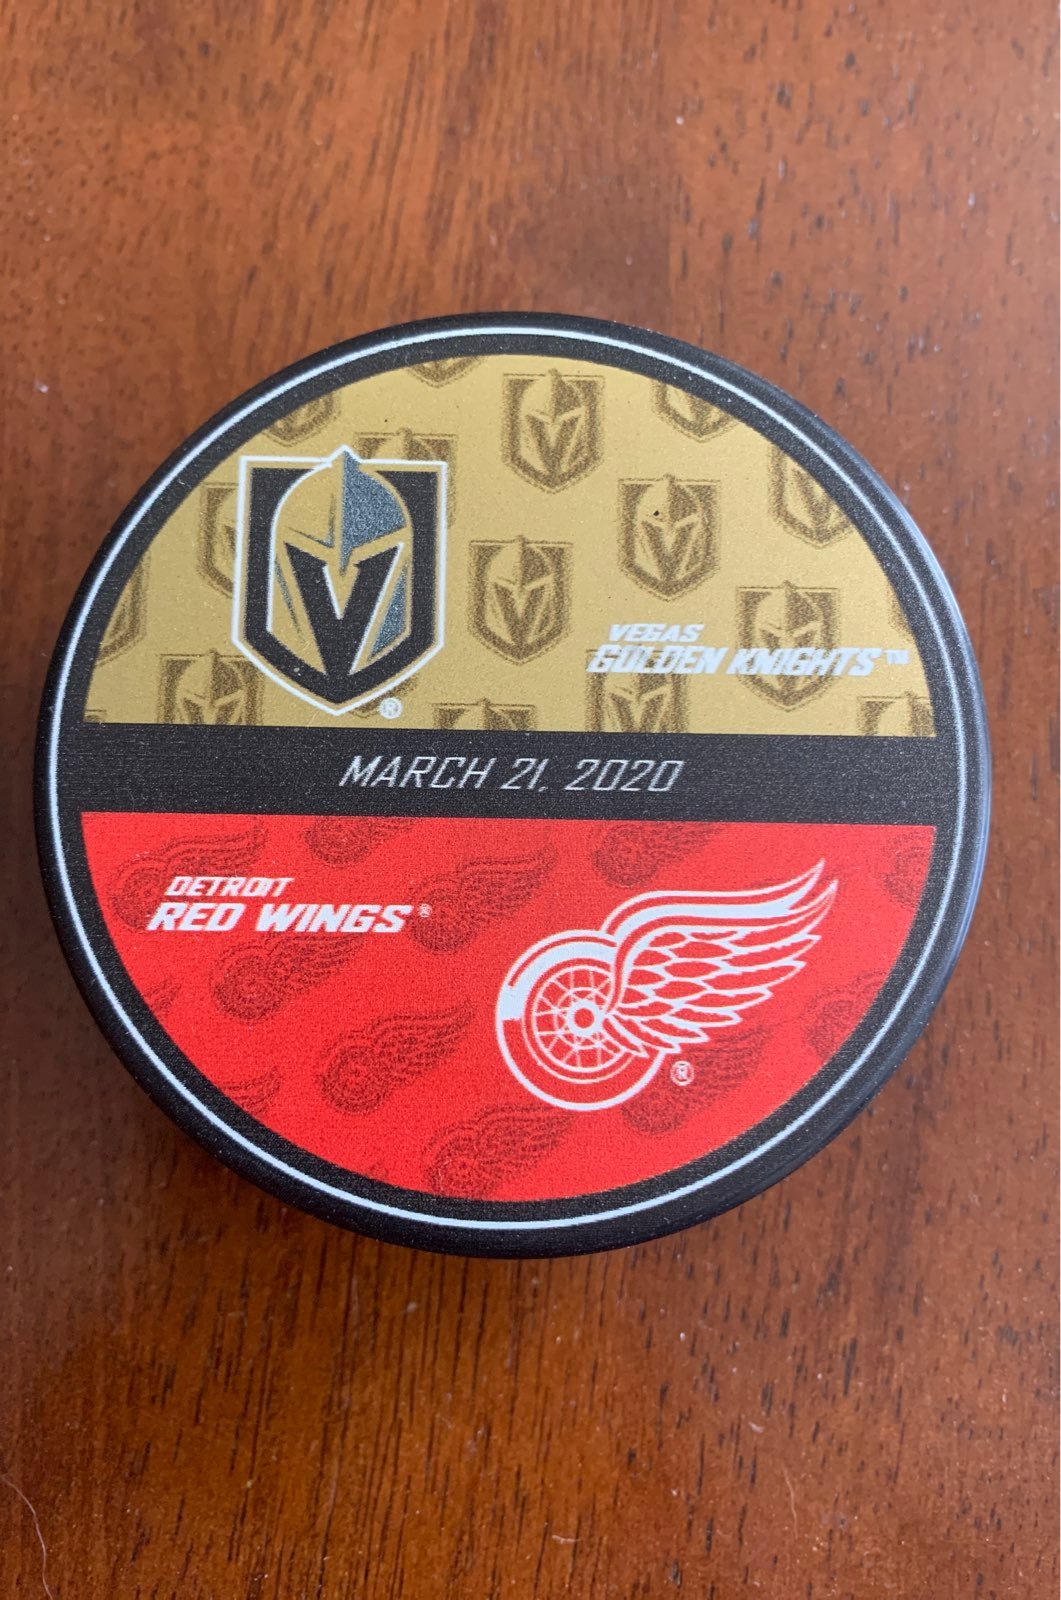 VEGAS
GOLDEN KNIGHTS™
MARCH 21, 2020
DETROIT
RED WINGS®